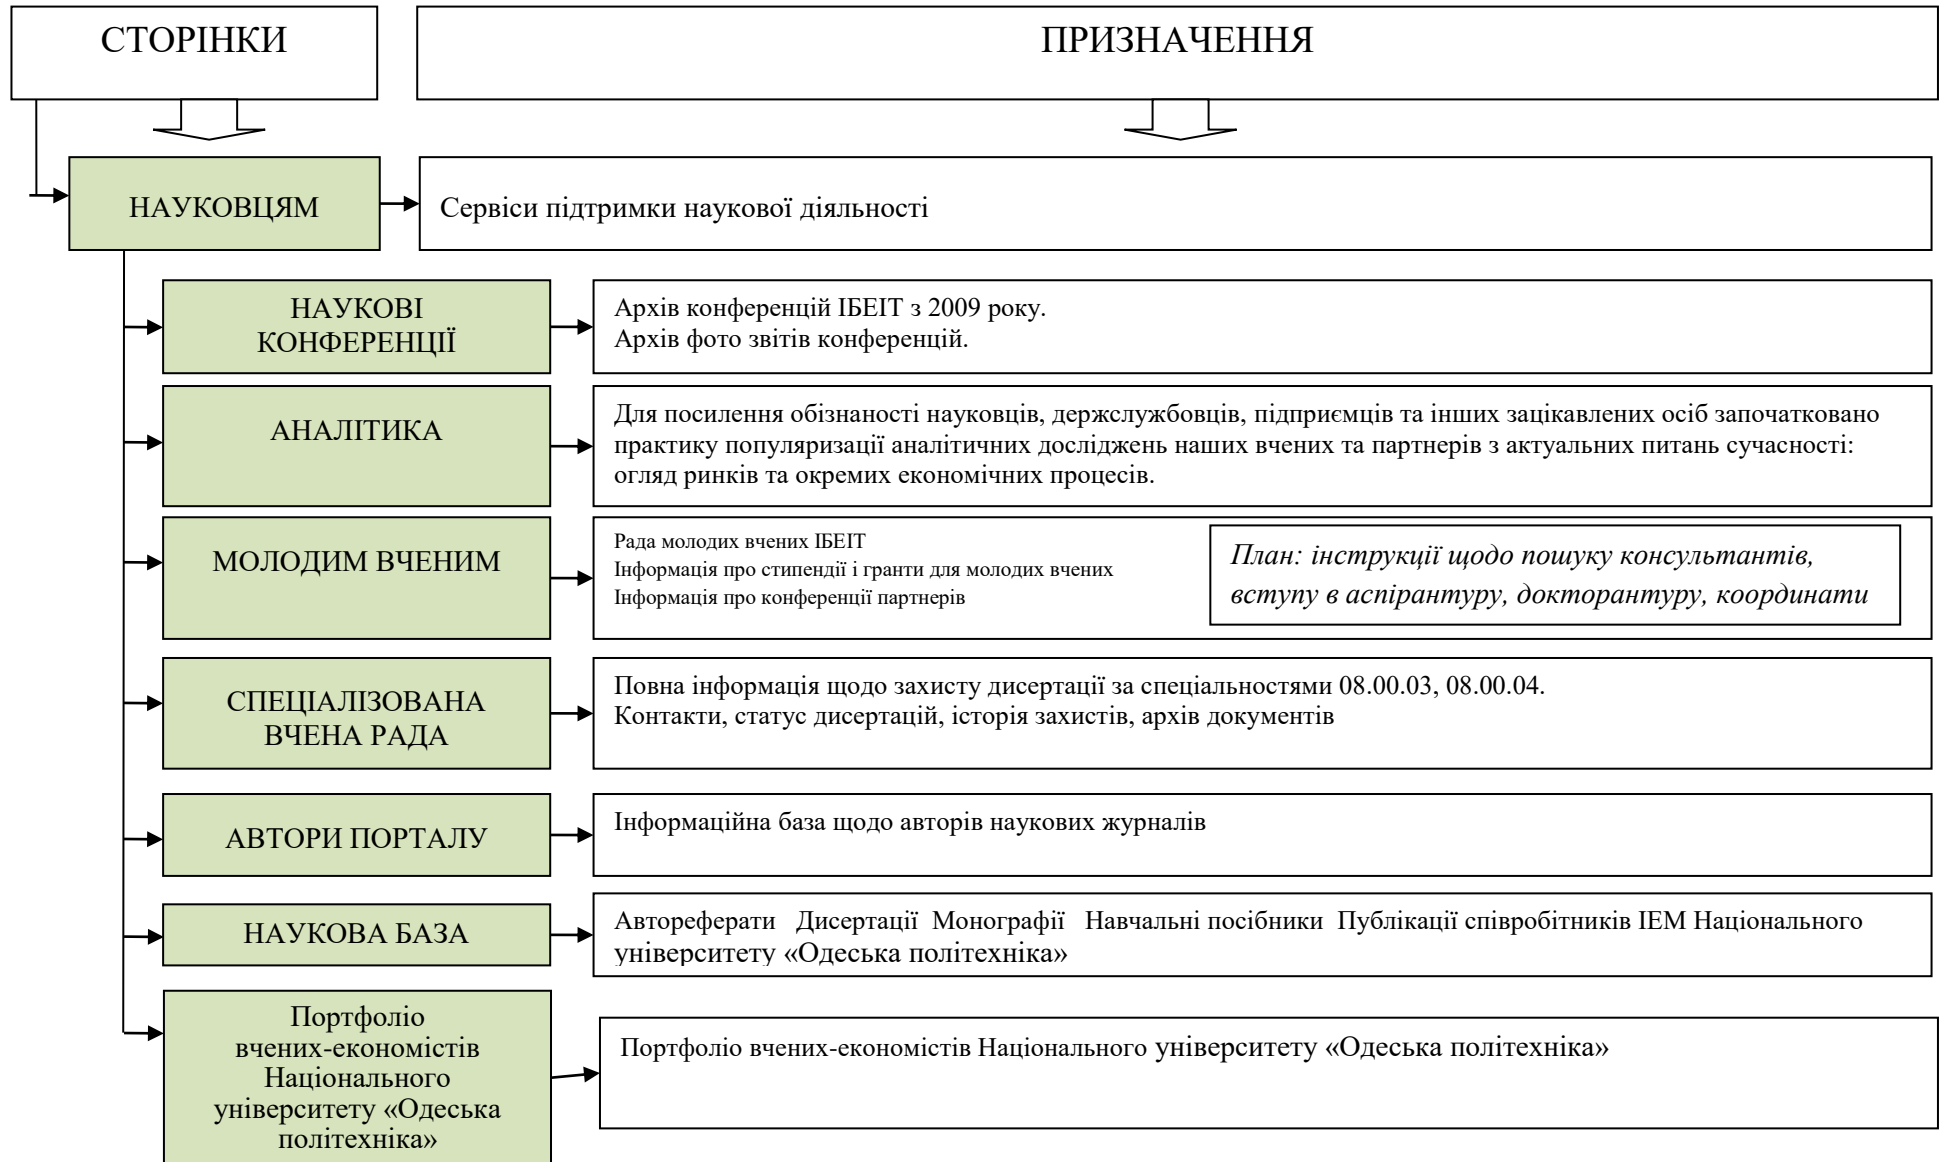 СТОРІНКИ
ПРИЗНАЧЕННЯ
НАУКОВЦЯМ
Сервіси підтримки наукової діяльності
НАУКОВІ
КОНФЕРЕНЦІЇ
Архів конференцій ІБЕІТ з 2009 року.
Архів фото звітів конференцій.
АНАЛІТИКА
Для посилення обізнаності науковців, держслужбовців, підприємців та інших зацікавлених осіб започатковано
практику популяризації аналітичних досліджень наших вчених та партнерів з актуальних питань сучасності:
огляд ринків та окремих економічних процесів.
МОЛОДИМ ВЧЕНИМ
Рада молодих вчених ІБЕІТ
Інформація про стипендії і гранти для молодих вчених
Інформація про конференції партнерів
План: інструкції щодо пошуку консультантів,
вступу в аспірантуру, докторантуру, координати
СПЕЦІАЛІЗОВАНА
ВЧЕНА РАДА
Повна інформація щодо захисту дисертації за спеціальностями 08.00.03, 08.00.04.
Контакти, статус дисертацій, історія захистів, архів документів
АВТОРИ ПОРТАЛУ
Інформаційна база щодо авторів наукових журналів
НАУКОВА БАЗА
Автореферати Дисертації Монографії Навчальні посібники Публікації співробітників ІЕМ Національного
університету «Одеська політехніка»
Портфоліо
вчених-економістів
Національного
університету «Одеська
політехніка»
Портфоліо вчених-економістів Національного університету «Одеська політехніка»